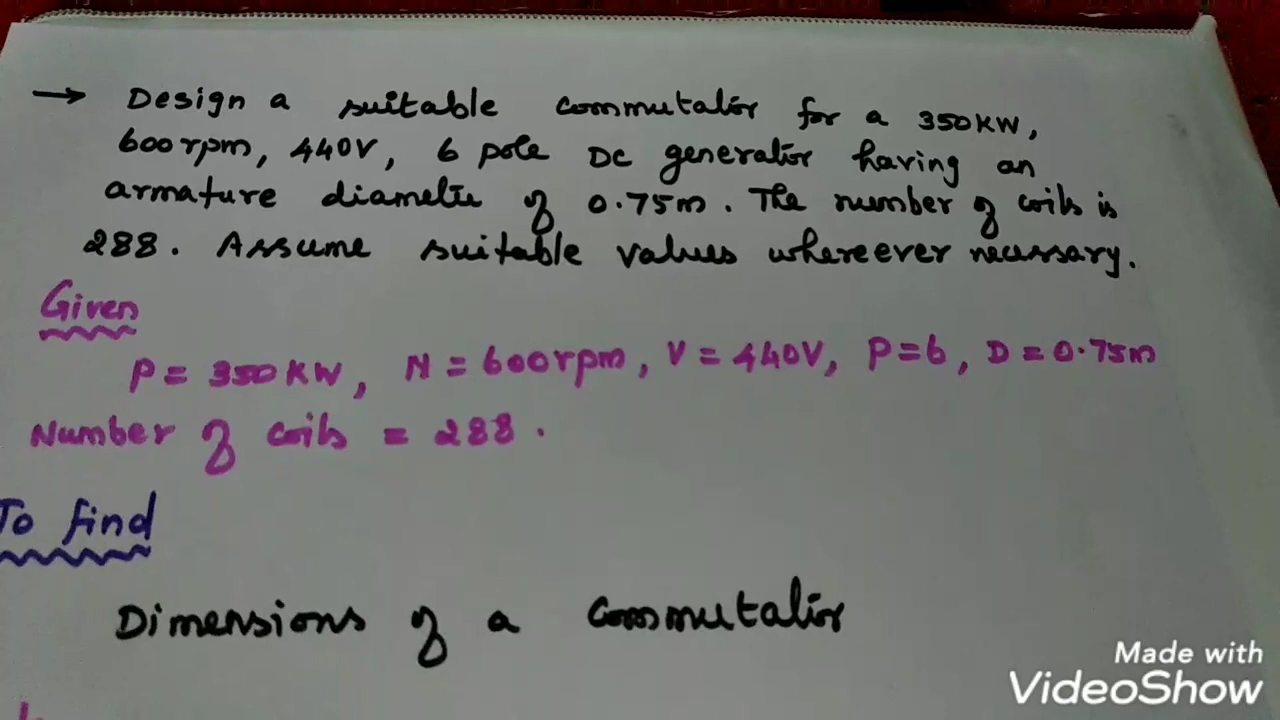 → Design a suitable commutator for a 350KW,
600rpm, 440V, 6 pole DC generator having an
armature diameter of 0.75m. The number of coils is
288. Assume suitable values whereever necessary.
Given
P = 350KW, N = 600rpm, V = 440V, P=6, D = 0.75m
Number of coils = 288.
To find
Dimensions of a commutator
Made with
VideoShow